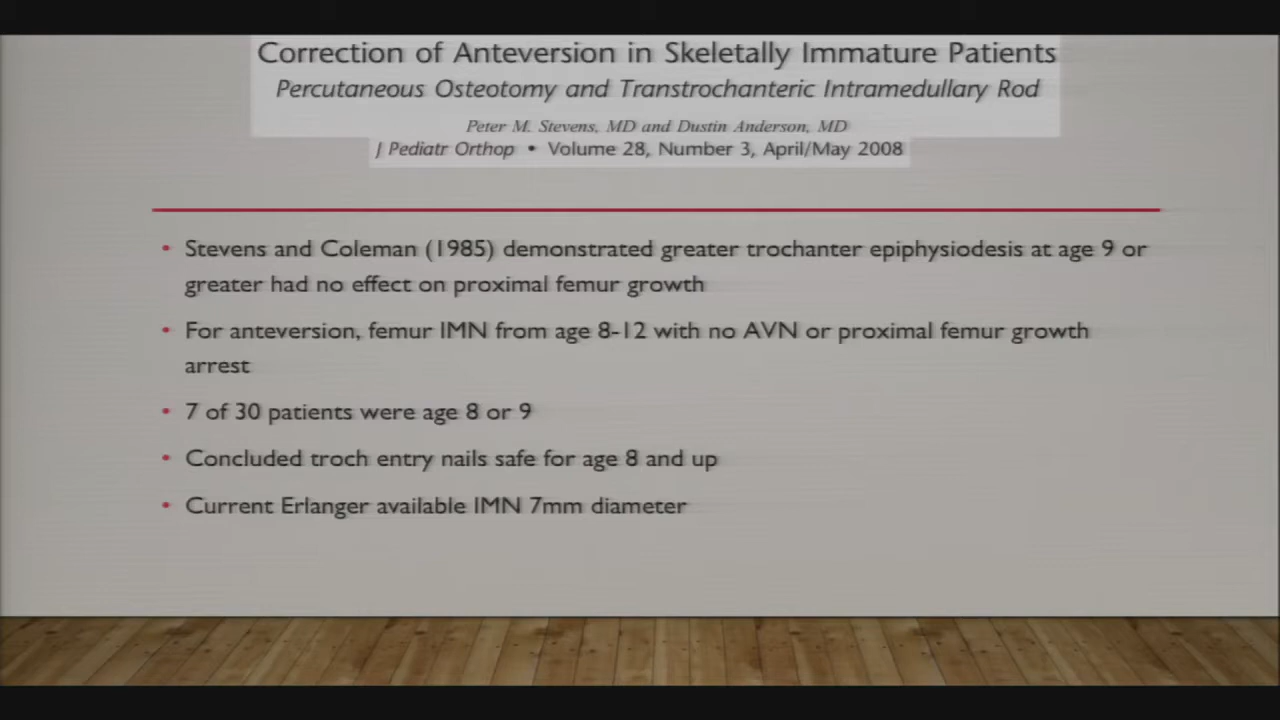 Correction of Anteversion in Skeletally Immature Patients
Percutaneous Osteotomy and Transtrochanteric Intramedullary Rod
Peter M. Stevens, MD and Dustin Anderson, MD
J Pediatr Orthop • Volume 28, Number 3, April/May 2008
• Stevens and Coleman (1985) demonstrated greater trochanter epiphysiodesis at age 9 or
greater had no effect on proximal femur growth
• For anteversion, femur IMN from age 8-12 with no AVN or proximal femur growth
arrest
• 7 of 30 patients were age 8 or 9
• Concluded troch entry nails safe for age 8 and up
• Current Erlanger available IMN 7mm diameter